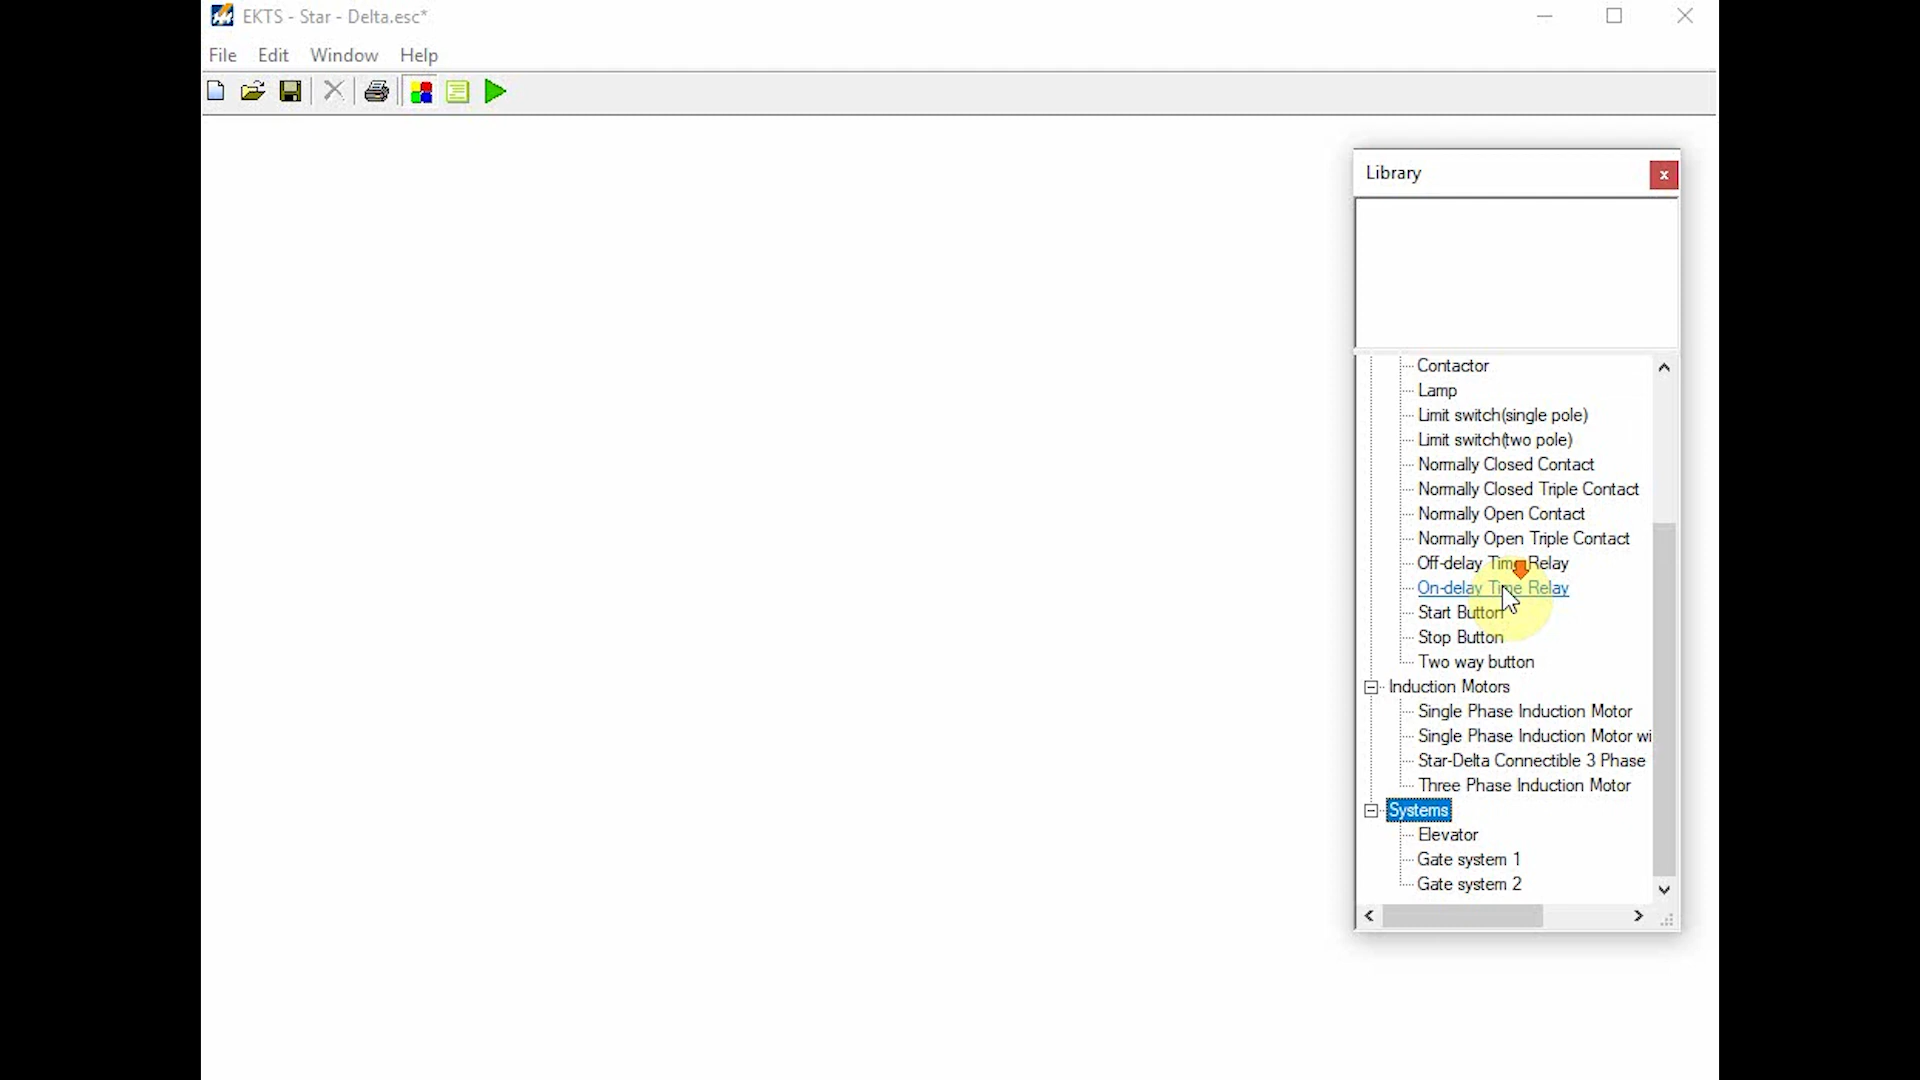 EKTS - Star - Delta.esc*
File Edit Window Help
Library
x
Contactor
Lamp
Limit switch(single pole)
Limit switch(two pole)
Normally Closed Contact
Normally Closed Triple Contact
Normally Open Contact
Normally Open Triple Contact
Off-delay Time Relay
On-delay Time Relay
Start Button
Stop Button
Two way button
Induction Motors
Single Phase Induction Motor
Single Phase Induction Motor wi
Star-Delta Connectible 3 Phase
Three Phase Induction Motor
Systems
Elevator
Gate system 1
Gate system 2